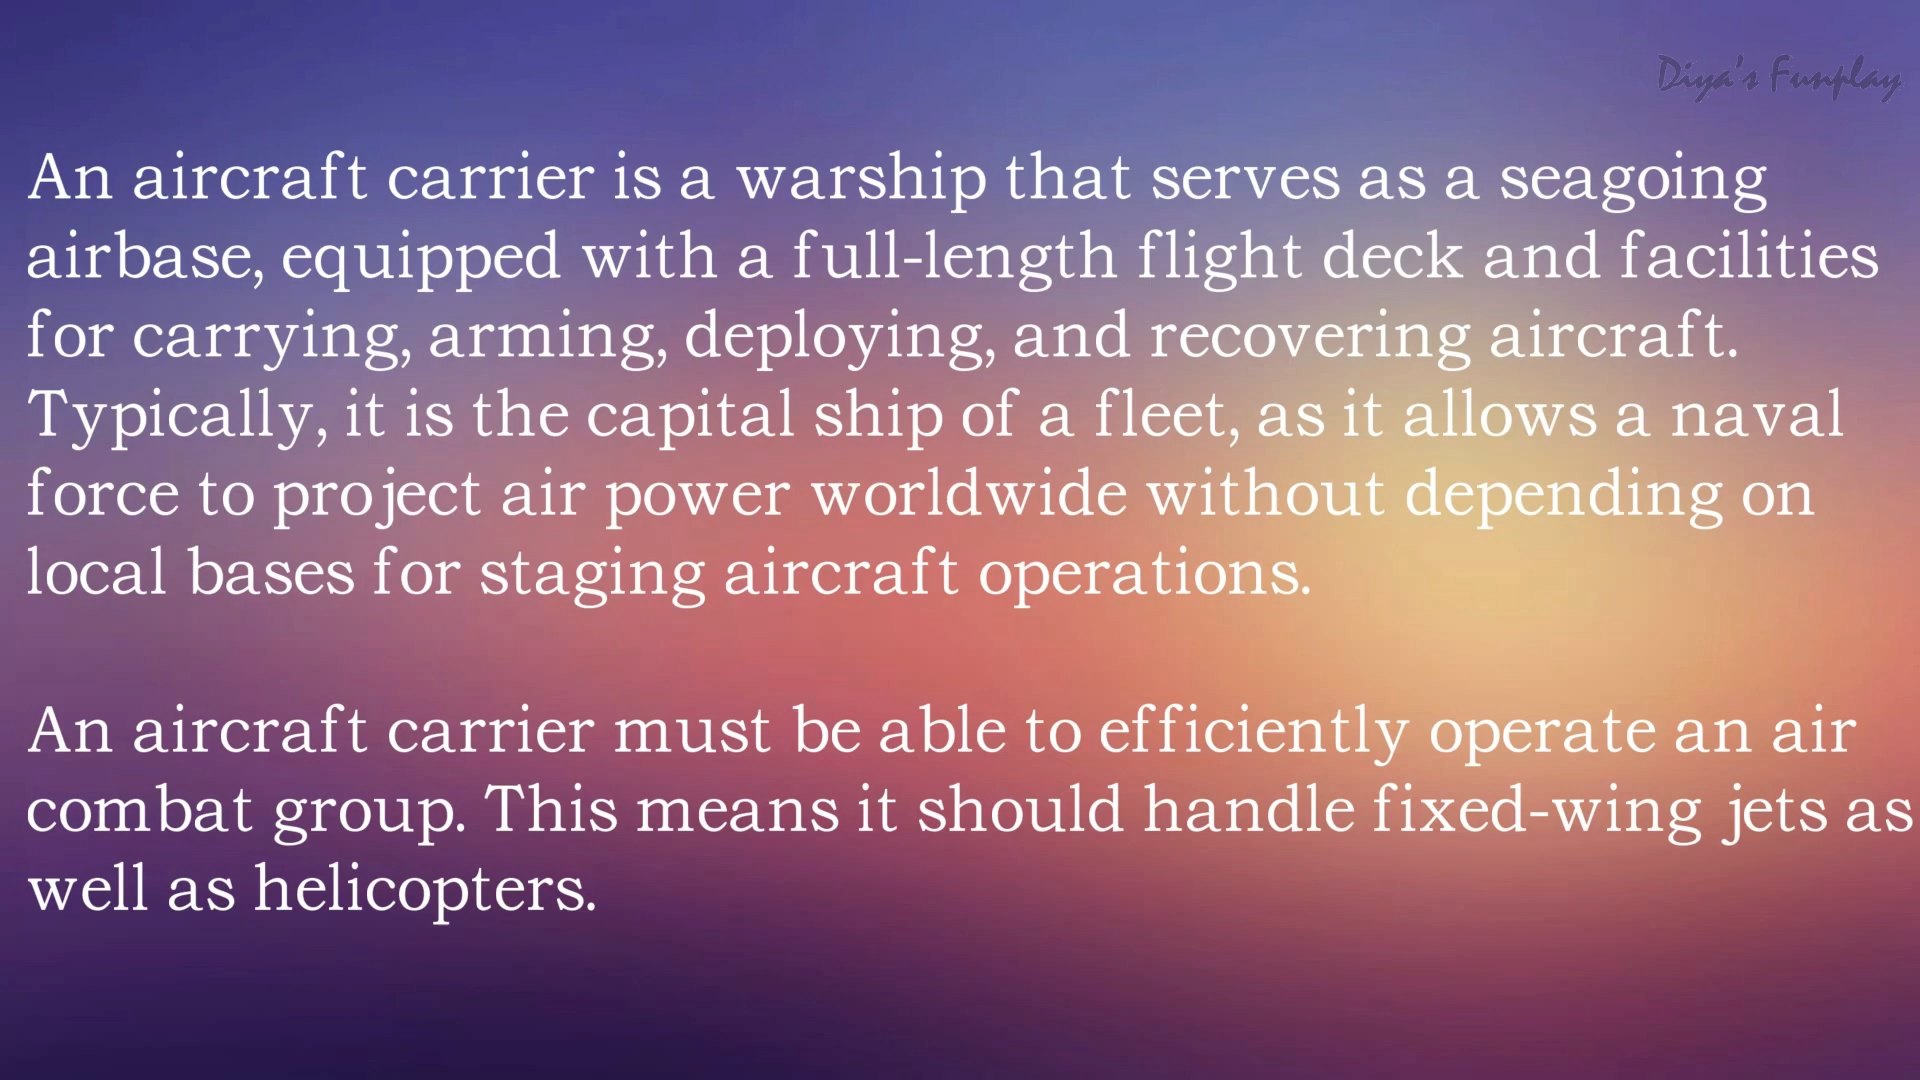 Diya's Funplay
An aircraft carrier is a warship that serves as a seagoing
airbase, equipped with a full-length flight deck and facilities
for carrying, arming, deploying, and recovering aircraft.
Typically, it is the capital ship of a fleet, as it allows a naval
force to project air power worldwide without depending on
local bases for staging aircraft operations.
An aircraft carrier must be able to efficiently operate an air
combat group. This means it should handle fixed-wing jets as
well as helicopters.